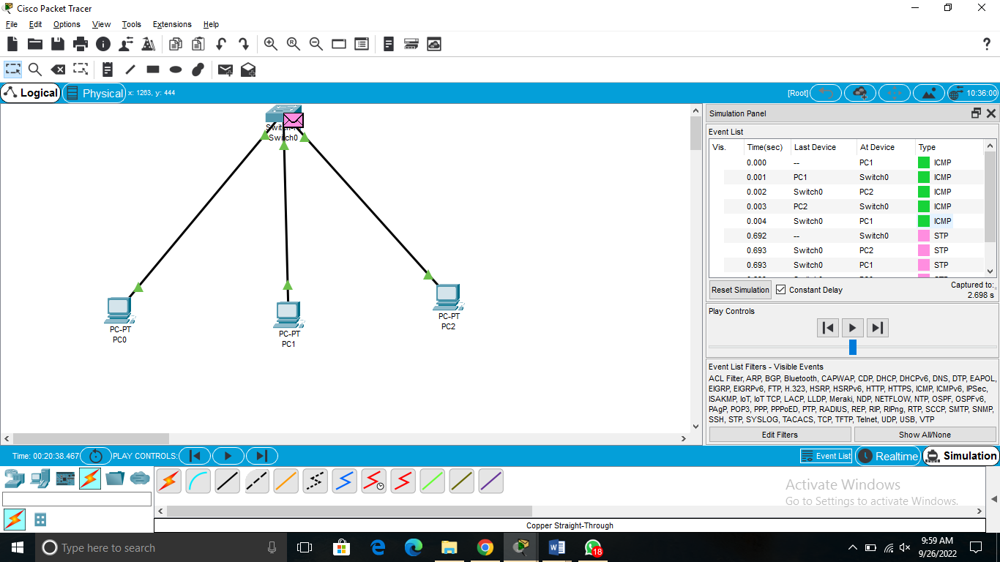 Cisco Packet Tracer
File Edit Options View Tools Extensions Help
?
Logical Physical x: 1263, y: 444 [Root] 10:36:00
Switch0
PC-PT
PC0
PC-PT
PC1
PC-PT
PC2
Simulation Panel
Event List
Vis. Time(sec) Last Device At Device Type
0.000 -- PC1 ICMP
0.001 PC1 Switch0 ICMP
0.002 Switch0 PC2 ICMP
0.003 PC2 Switch0 ICMP
0.004 Switch0 PC1 ICMP
0.692 -- Switch0 STP
0.693 Switch0 PC2 STP
0.693 Switch0 PC1 STP
Reset Simulation Constant Delay Captured to:
2.698 s
Play Controls
Event List Filters - Visible Events
ACL Filter, ARP, BGP, Bluetooth, CAPWAP, CDP, DHCP, DHCPv6, DNS, DTP, EAPOL,
EIGRP, EIGRPv6, FTP, H.323, HSRP, HSRPv6, HTTP, HTTPS, ICMP, ICMPv6, IPSec,
ISAKMP, IoT, IoT TCP, LACP, LLDP, Meraki, NDP, NETFLOW, NTP, OSPF, OSPFv6,
PAgP, POP3, PPP, PPPoED, PTP, RADIUS, REP, RIP, RIPng, RTP, SCCP, SMTP, SNMP,
SSH, STP, SYSLOG, TACACS, TCP, TFTP, Telnet, UDP, USB, VTP
Edit Filters Show All/None
Time: 00:20:38.467 PLAY CONTROLS: Event List Realtime Simulation
Activate Windows
Go to Settings to activate Windows.
Copper Straight-Through
Type here to search 18 9:59 AM
9/26/2022